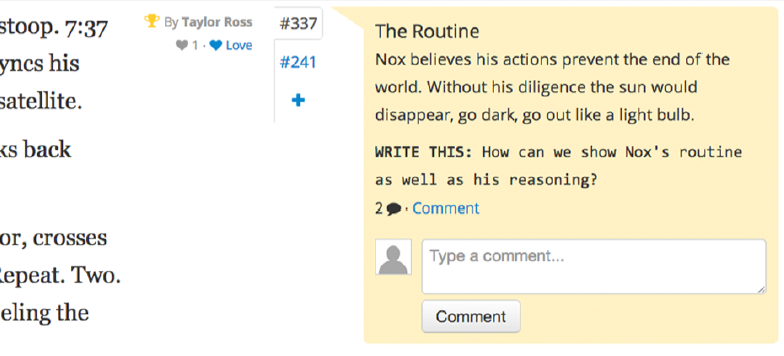 stoop. 7:37
yncs his
satellite.
ks back
or, crosses
Repeat. Two.
eling the
By Taylor Ross
1 · Love
#337
#241
The Routine
Nox believes his actions prevent the end of the
world. Without his diligence the sun would
disappear, go dark, go out like a light bulb.
WRITE THIS: How can we show Nox's routine
as well as his reasoning?
2 · Comment
Type a comment...
Comment